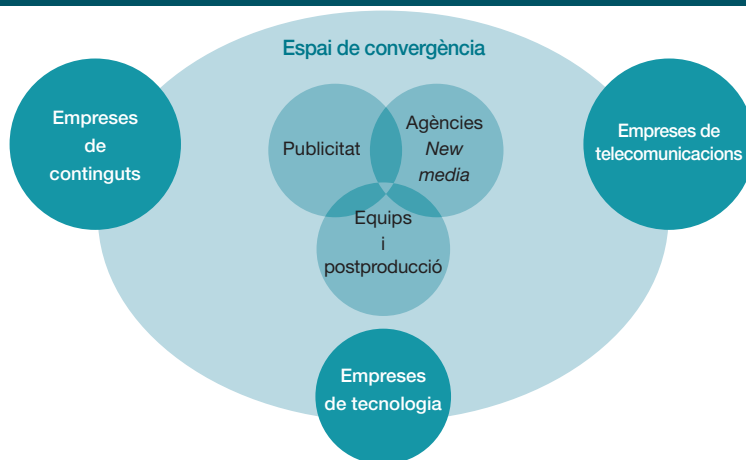 Espai de convergència
Empreses
de
continguts
Publicitat
Agències
New
media
Empreses de
telecomunicacions
Equips
i
postproducció
Empreses
de tecnologia